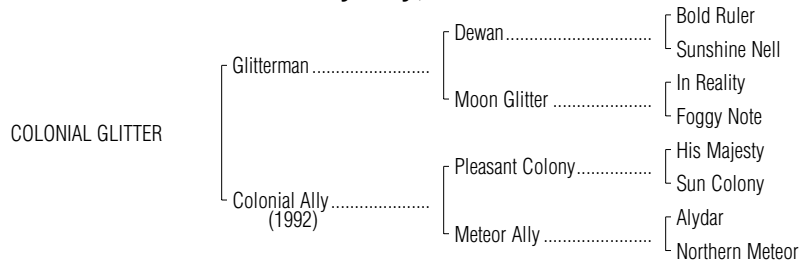 Bold Ruler
Dewan..............................
Sunshine Nell
Glitterman ........................
In Reality
Moon Glitter ....................
Foggy Note
COLONIAL GLITTER
His Majesty
Pleasant Colony...............
Sun Colony
Colonial Ally ....................
(1992)
Alydar
Meteor Ally ......................
Northern Meteor